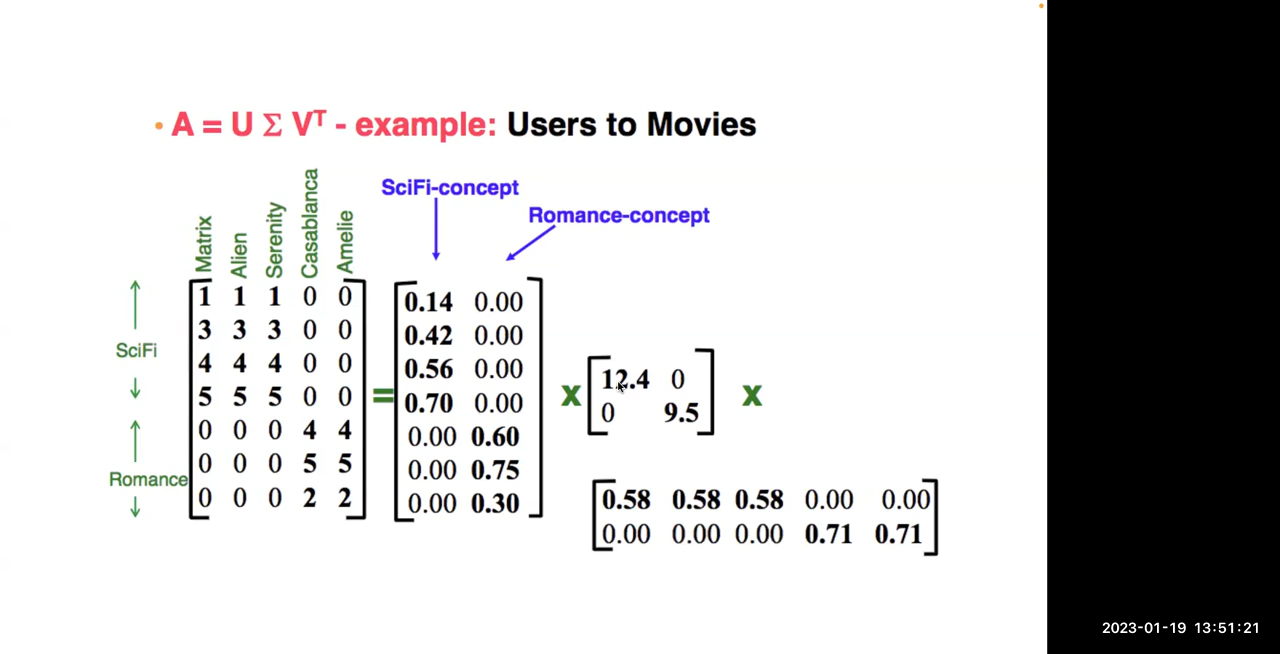 • A = U Σ Vᵀ - example: Users to Movies
SciFi-concept
Romance-concept
Matrix
Alien
Serenity
Casablanca
Amelie
SciFi
Romance
1 1 1 0 0
3 3 3 0 0
4 4 4 0 0
5 5 5 0 0
0 0 0 4 4
0 0 0 5 5
0 0 0 2 2
=
0.14 0.00
0.42 0.00
0.56 0.00
0.70 0.00
0.00 0.60
0.00 0.75
0.00 0.30
x
12.4 0
0 9.5
x
0.58 0.58 0.58 0.00 0.00
0.00 0.00 0.00 0.71 0.71
2023-01-19 13:51:21